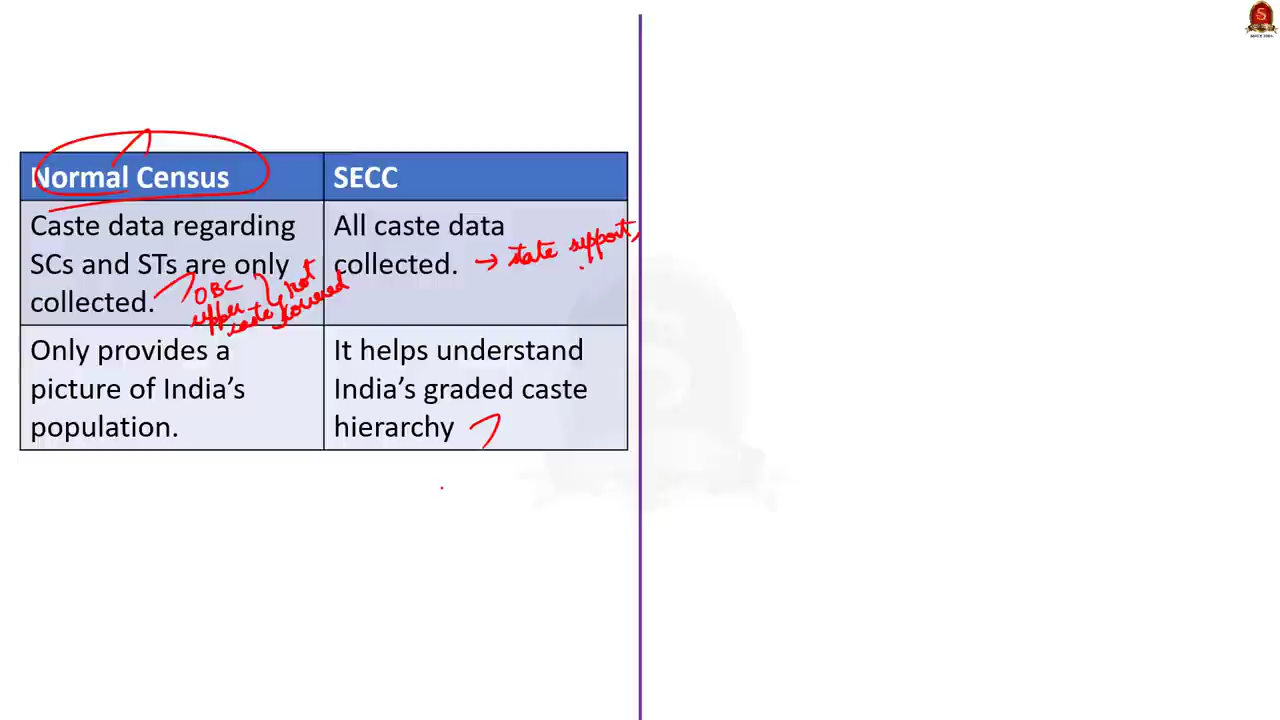 Normal Census
SECC
Caste data regarding
SCs and STs are only
collected.
OBC
upper
caste
not
covered
All caste data
collected.
→ state support,
Only provides a
picture of India’s
population.
It helps understand
India’s graded caste
hierarchy
S